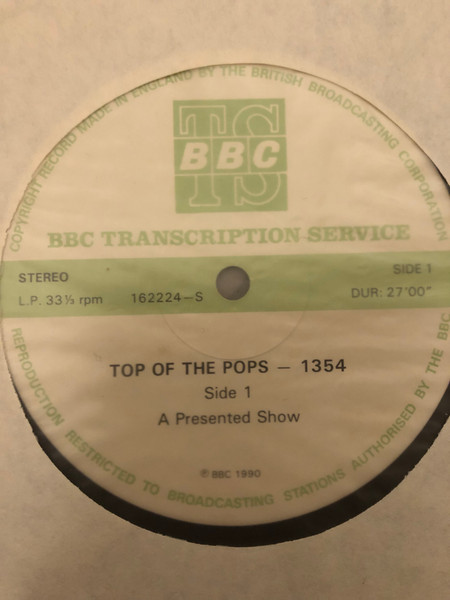 COPYRIGHT RECORD MADE IN ENGLAND BY THE BRITISH BROADCASTING CORPORATION
TS
BBC
BBC TRANSCRIPTION SERVICE
STEREO
SIDE 1
L.P. 33⅓ rpm
162224–S
DUR: 27'00"
TOP OF THE POPS – 1354
Side 1
A Presented Show
℗ BBC 1990
REPRODUCTION RESTRICTED TO BROADCASTING STATIONS AUTHORISED BY THE BBC